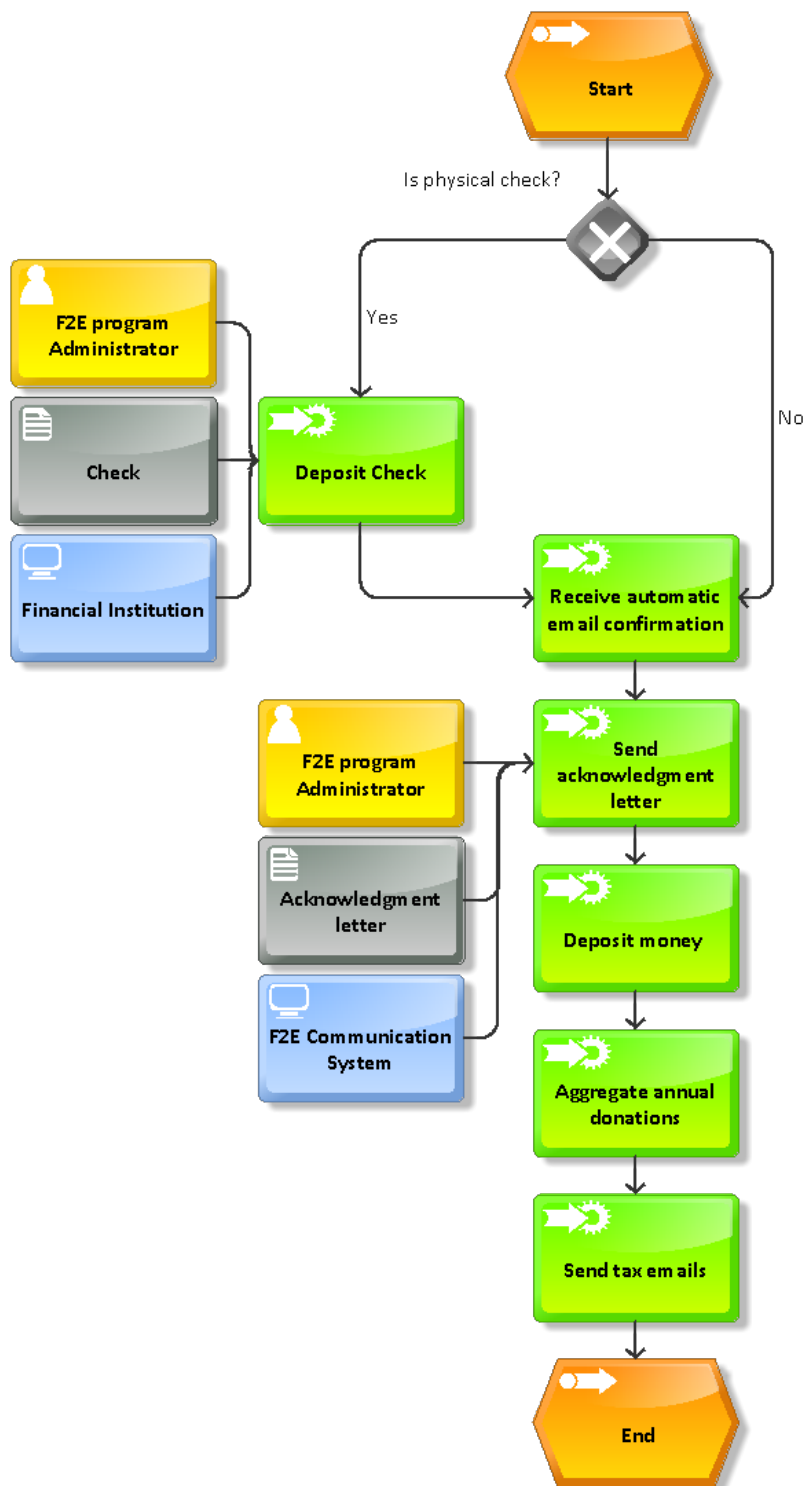 Start
Is physical check?
Yes
No
F2E program
Administrator
Check
Financial Institution
Deposit Check
Receive automatic
email confirmation
F2E program
Administrator
Acknowledgment
letter
F2E Communication
System
Send
acknowledgment
letter
Deposit money
Aggregate annual
donations
Send tax emails
End